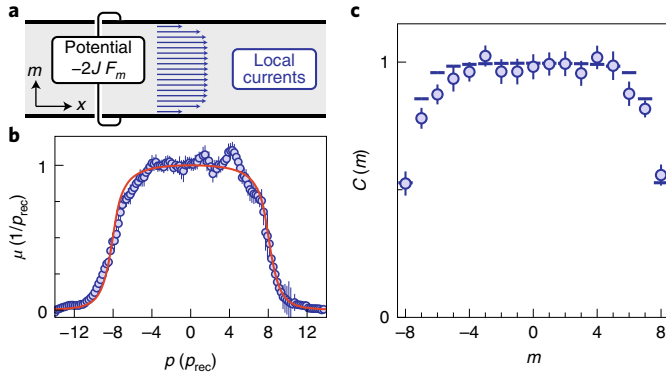 a
Potential
−2J F_m
Local
currents
m
x
b
1
0
μ (1/p_rec)
−12 −8 −4 0 4 8 12
p (p_rec)
c
1
0
C (m)
−8 −4 0 4 8
m